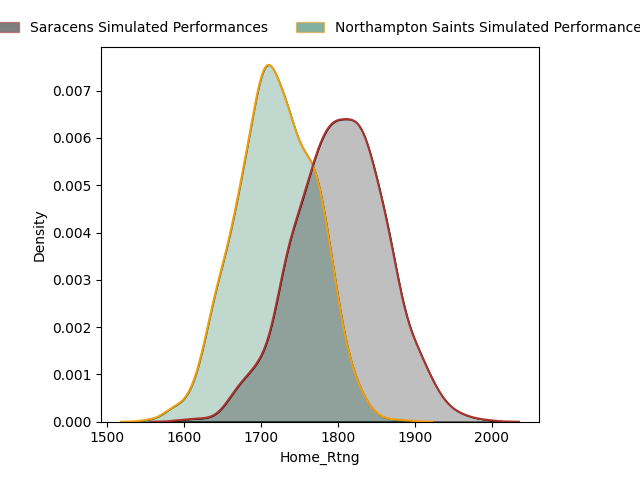 Saracens Simulated Performances
Northampton Saints Simulated Performance
0.007
0.006
0.005
0.004
0.003
0.002
0.001
0.000
Density
1500 1600 1700 1800 1900 2000
Home_Rtng